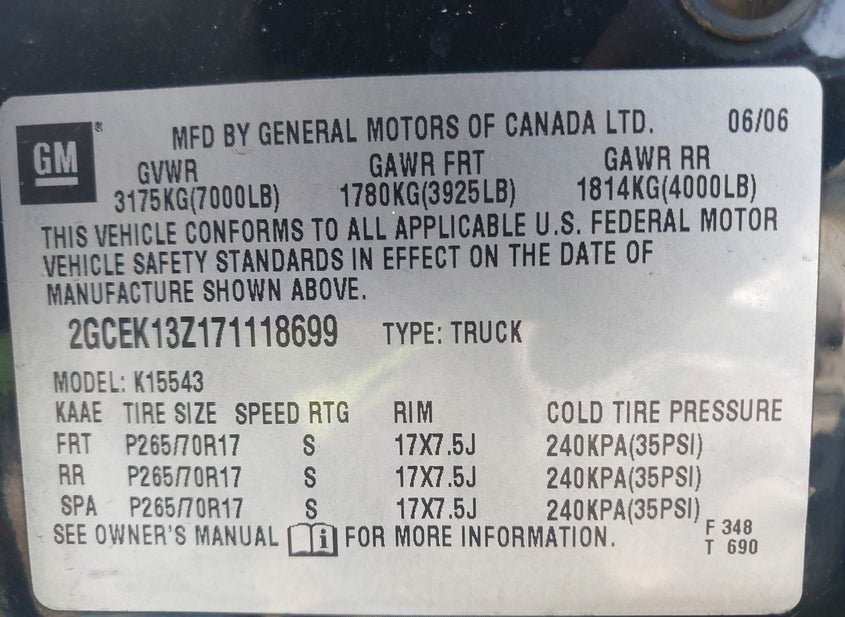 GM ®
MFD BY GENERAL MOTORS OF CANADA LTD. 06/06
GVWR GAWR FRT GAWR RR
3175KG(7000LB) 1780KG(3925LB) 1814KG(4000LB)
THIS VEHICLE CONFORMS TO ALL APPLICABLE U.S. FEDERAL MOTOR
VEHICLE SAFETY STANDARDS IN EFFECT ON THE DATE OF
MANUFACTURE SHOWN ABOVE.
2GCEK13Z171118699 TYPE: TRUCK
MODEL: K15543
KAAE TIRE SIZE SPEED RTG RIM COLD TIRE PRESSURE
FRT P265/70R17 S 17X7.5J 240KPA(35PSI)
RR P265/70R17 S 17X7.5J 240KPA(35PSI)
SPA P265/70R17 S 17X7.5J 240KPA(35PSI)
SEE OWNER'S MANUAL i FOR MORE INFORMATION. F 348
T 690